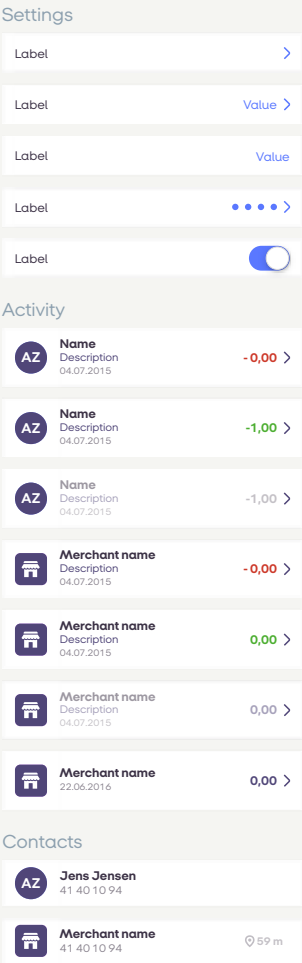 Settings
Label
Label Value
Label Value
Label
Label
Activity
AZ Name - 0,00
Description
04.07.2015
AZ Name -1,00
Description
04.07.2015
AZ Name -1,00
Description
04.07.2015
Merchant name - 0,00
Description
04.07.2015
Merchant name 0,00
Description
04.07.2015
Merchant name 0,00
Description
04.07.2015
Merchant name 0,00
22.06.2016
Contacts
AZ Jens Jensen
41 40 10 94
Merchant name 59 m
41 40 10 94